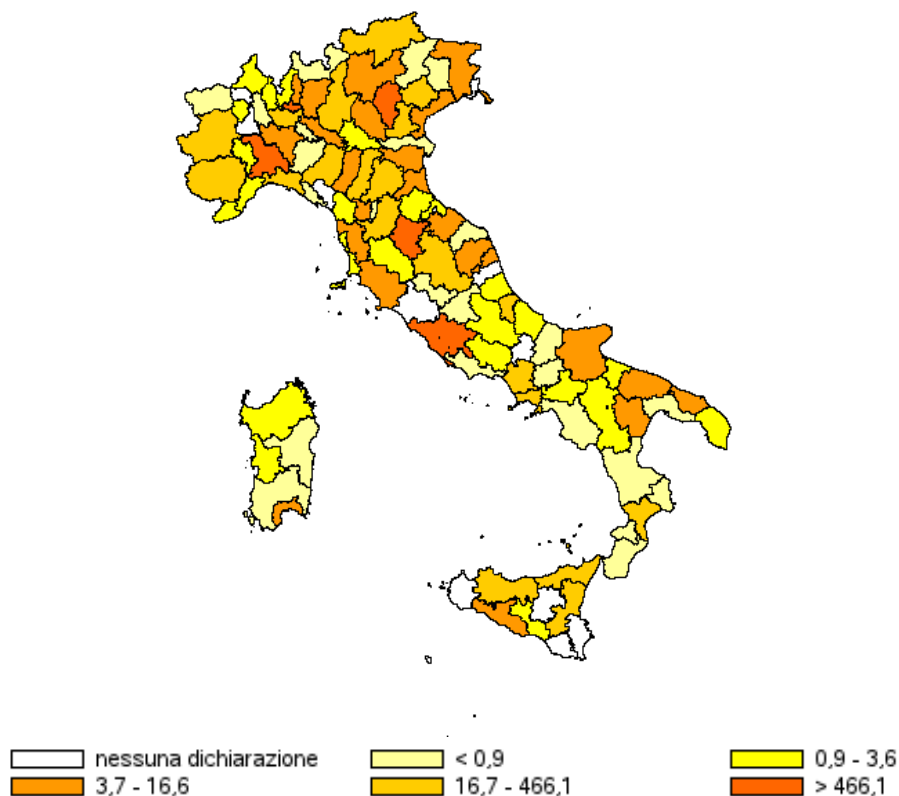 nessuna dichiarazione < 0,9 0,9 - 3,6
3,7 - 16,6 16,7 - 466,1 > 466,1